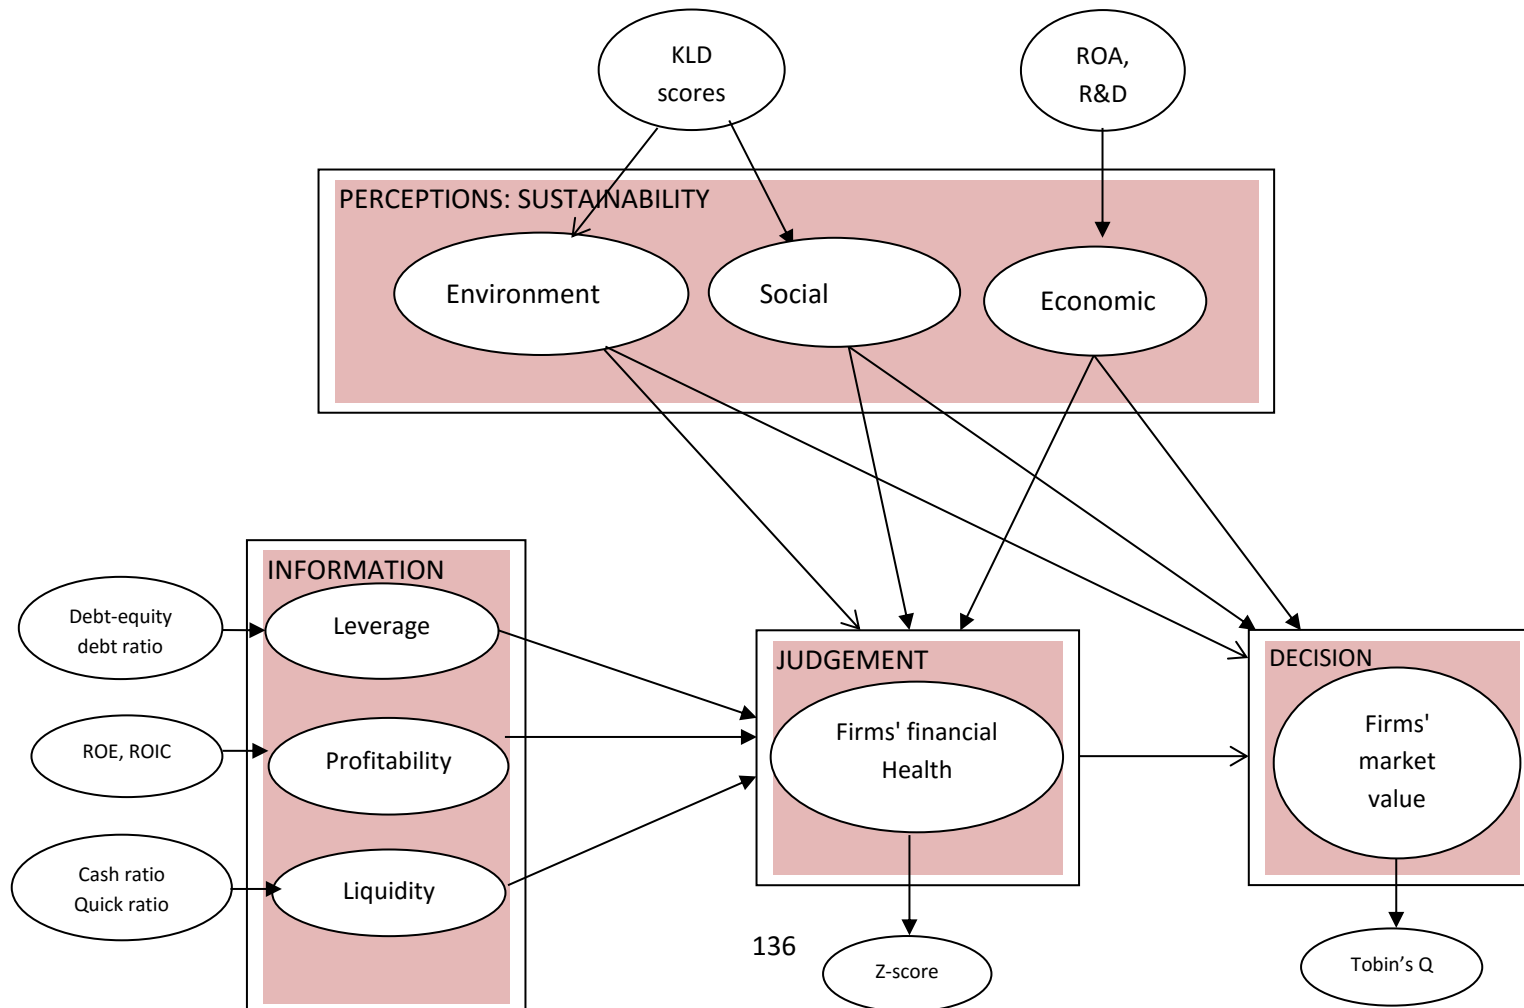 KLD
scores
ROA,
R&D
PERCEPTIONS: SUSTAINABILITY
Environment
Social
Economic
INFORMATION
Debt-equity
debt ratio
Leverage
ROE, ROIC
Profitability
Cash ratio
Quick ratio
Liquidity
JUDGEMENT
Firms' financial
Health
DECISION
Firms'
market
value
136
Z-score
Tobin’s Q